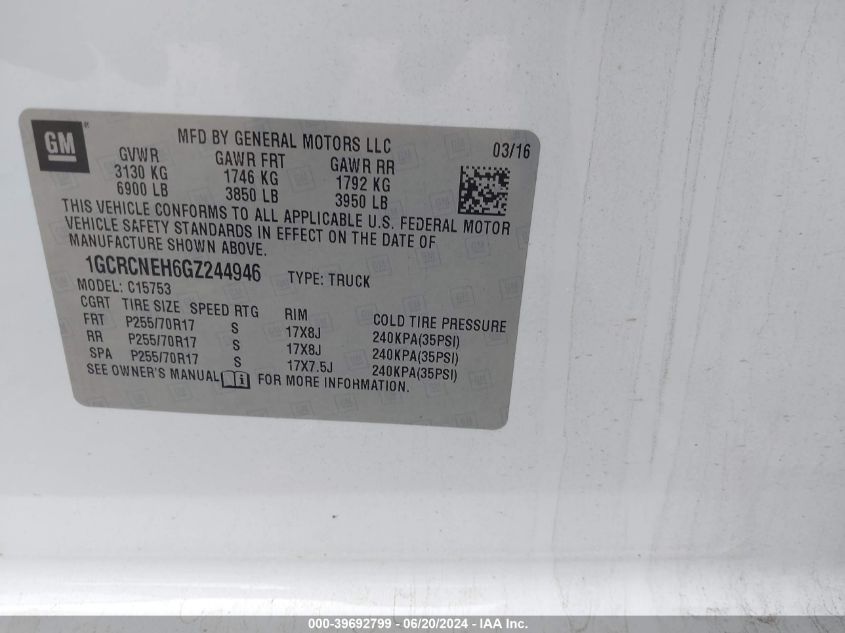 GM ®
MFD BY GENERAL MOTORS LLC 03/16
GVWR GAWR FRT GAWR RR
3130 KG 1746 KG 1792 KG
6900 LB 3850 LB 3950 LB
THIS VEHICLE CONFORMS TO ALL APPLICABLE U.S. FEDERAL MOTOR
VEHICLE SAFETY STANDARDS IN EFFECT ON THE DATE OF
MANUFACTURE SHOWN ABOVE.
1GCRCNEH6GZ244946 TYPE: TRUCK
MODEL: C15753
CGRT TIRE SIZE SPEED RTG RIM COLD TIRE PRESSURE
FRT P255/70R17 S 17X8J 240KPA(35PSI)
RR P255/70R17 S 17X8J 240KPA(35PSI)
SPA P255/70R17 S 17X7.5J 240KPA(35PSI)
SEE OWNER'S MANUAL FOR MORE INFORMATION.
000-39692799 - 06/20/2024 - IAA Inc.